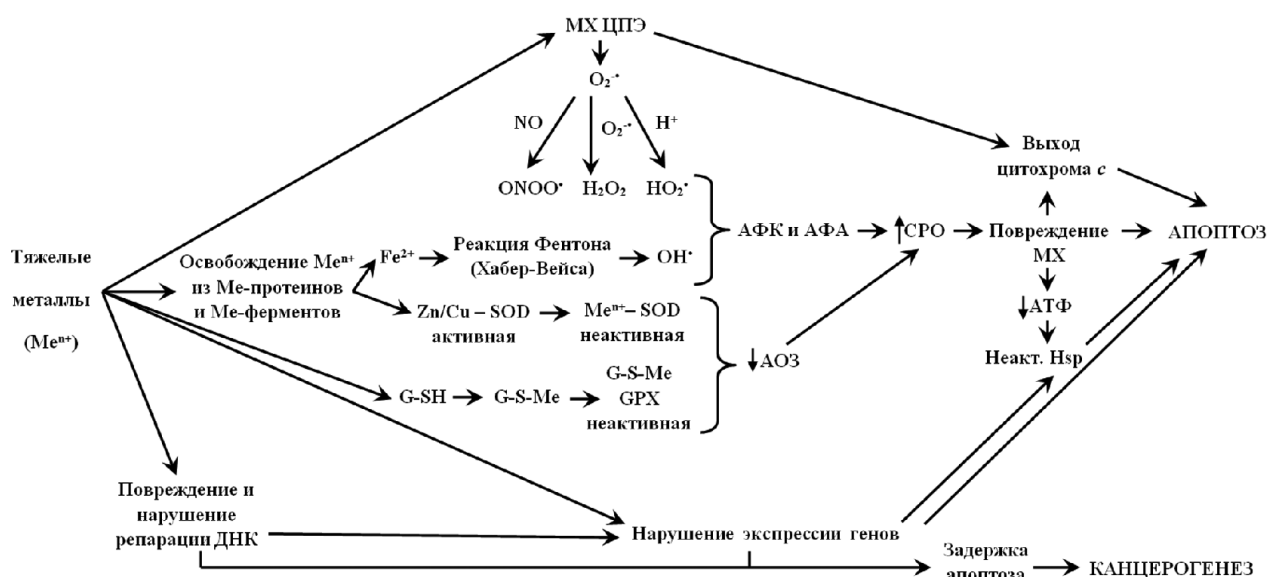 МХ ЦПЭ
O₂⁻•
NO
O₂⁻•
H⁺
ONOO•
H₂O₂
HO₂•
Выход
цитохрома c
Тяжелые
металлы
(Meⁿ⁺)
Освобождение Meⁿ⁺
из Ме-протеинов
и Ме-ферментов
Fe²⁺
Реакция Фентона
(Хабер-Вейса)
OH•
АФК и АФА
↑СРО
Повреждение
МХ
АПОПТОЗ
Zn/Cu – SOD
активная
Meⁿ⁺– SOD
неактивная
↓АОЗ
↓АТФ
Неакт. Hsp
G-SH
G-S-Me
G-S-Me
GPX
неактивная
Повреждение и
нарушение
репарации ДНК
Нарушение экспрессии генов
Задержка
апоптоза
КАНЦЕРОГЕНЕЗ